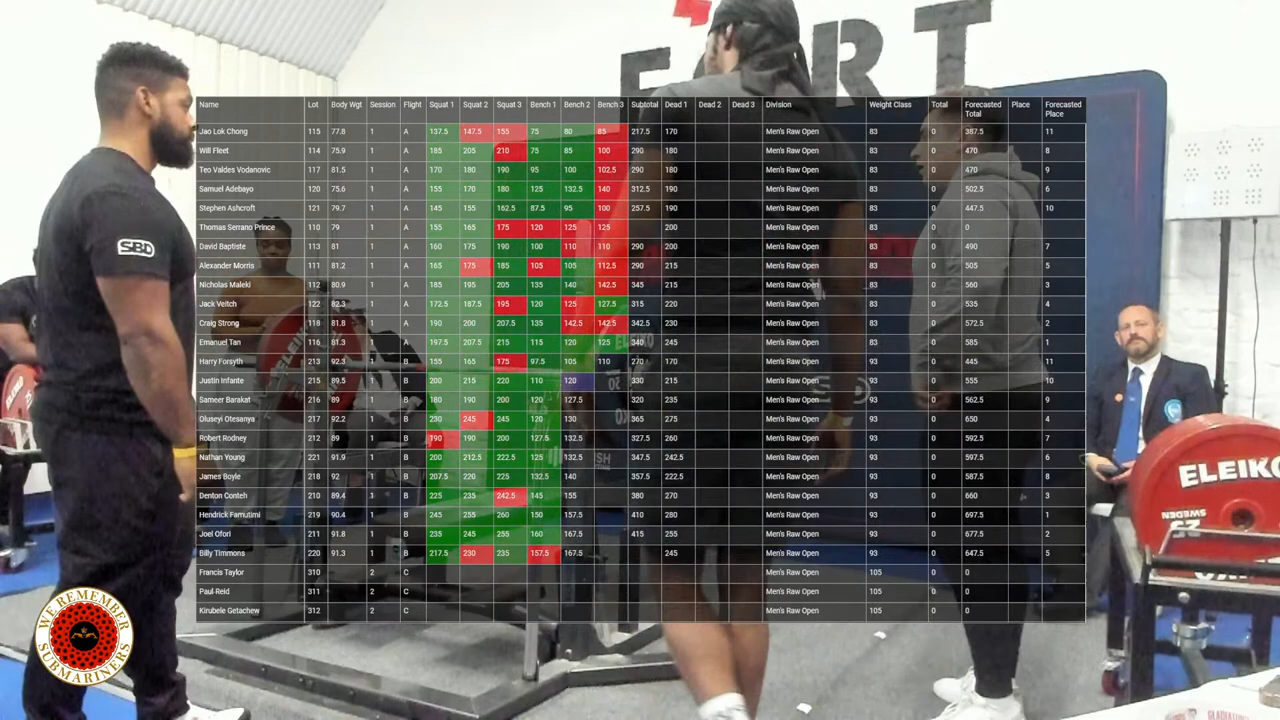 F RT
SBD
Name Lot Body Wgt Session Flight Squat 1 Squat 2 Squat 3 Bench 1 Bench 2 Bench 3 Subtotal Dead 1 Dead 2 Dead 3 Division Weight Class Total Forecasted Total Place Forecasted Place
Jao Lok Chong 115 77.8 1 A 137.5 147.5 155 75 80 85 217.5 170 Men's Raw Open 83 0 387.5 11
Will Fleet 114 75.9 1 A 185 205 210 75 85 100 290 180 Men's Raw Open 83 0 470 8
Teo Valdes Vodanovic 117 81.5 1 A 170 180 190 95 100 102.5 290 180 Men's Raw Open 83 0 470 9
Samuel Adebayo 120 75.6 1 A 155 170 180 125 132.5 140 312.5 190 Men's Raw Open 83 0 502.5 6
Stephen Ashcroft 121 79.7 1 A 145 155 162.5 87.5 95 100 257.5 190 Men's Raw Open 83 0 447.5 10
Thomas Serrano Prince 110 79 1 A 155 165 175 120 125 125 200 Men's Raw Open 83 0 0
David Baptiste 113 81 1 A 160 175 190 100 110 110 290 200 Men's Raw Open 83 0 490 7
Alexander Morris 111 81.2 1 A 165 175 185 105 105 112.5 290 215 Men's Raw Open 83 0 505 5
Nicholas Maleki 112 80.9 1 A 185 195 205 135 140 142.5 345 215 Men's Raw Open 83 0 560 3
Jack Veitch 122 82.3 1 A 172.5 187.5 195 120 125 127.5 315 220 Men's Raw Open 83 0 535 4
Craig Strong 118 81.8 1 A 190 200 207.5 135 142.5 142.5 342.5 230 Men's Raw Open 83 0 572.5 2
Emanuel Tan 116 81.3 1 A 197.5 207.5 215 115 120 125 340 245 Men's Raw Open 83 0 585 1
Harry Forsyth 213 92.3 1 B 155 165 175 97.5 105 110 270 170 Men's Raw Open 93 0 445 11
Justin Infante 215 89.5 1 B 200 215 220 110 120 330 215 Men's Raw Open 93 0 555 10
Sameer Barakat 216 89 1 B 180 190 200 120 127.5 320 235 Men's Raw Open 93 0 562.5 9
Oluseyi Otesanya 217 92.2 1 B 230 245 245 120 130 365 275 Men's Raw Open 93 0 650 4
Robert Rodney 212 89 1 B 190 190 200 127.5 132.5 327.5 260 Men's Raw Open 93 0 592.5 7
Nathan Young 221 91.9 1 B 200 212.5 222.5 125 132.5 347.5 242.5 Men's Raw Open 93 0 597.5 6
James Boyle 218 92 1 B 207.5 220 225 132.5 140 357.5 222.5 Men's Raw Open 93 0 587.5 8
Denton Conteh 210 89.4 1 B 225 235 242.5 145 155 380 270 Men's Raw Open 93 0 660 3
Hendrick Famutimi 219 90.4 1 B 245 255 260 150 157.5 410 280 Men's Raw Open 93 0 697.5 1
Joel Ofori 211 91.8 1 B 235 245 255 160 167.5 415 255 Men's Raw Open 93 0 677.5 2
Billy Timmons 220 91.3 1 B 217.5 230 235 157.5 167.5 245 Men's Raw Open 93 0 647.5 5
Francis Taylor 310 2 C Men's Raw Open 105 0 0
Paul Reid 311 2 C Men's Raw Open 105 0 0
Kirubele Getachew 312 2 C Men's Raw Open 105 0 0
ELEIKO
SWEDEN
25
WE REMEMBER
SUBMARINERS